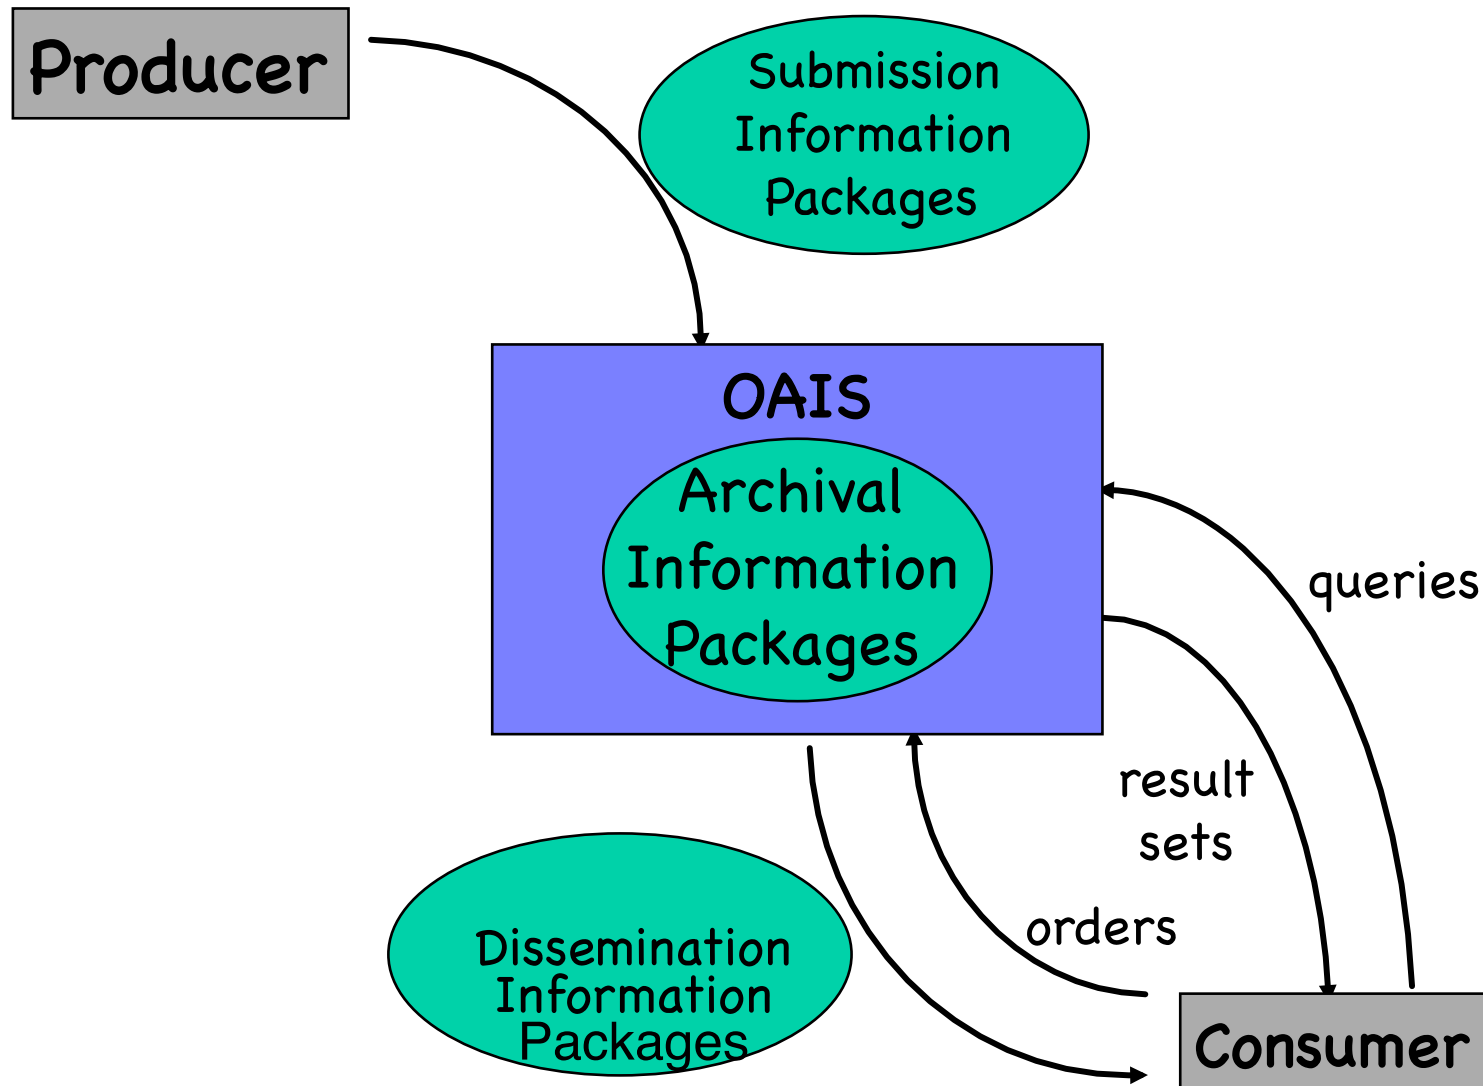 Producer
Submission
Information
Packages
OAIS
Archival
Information
Packages
queries
result
sets
orders
Dissemination
Information
Packages
Consumer